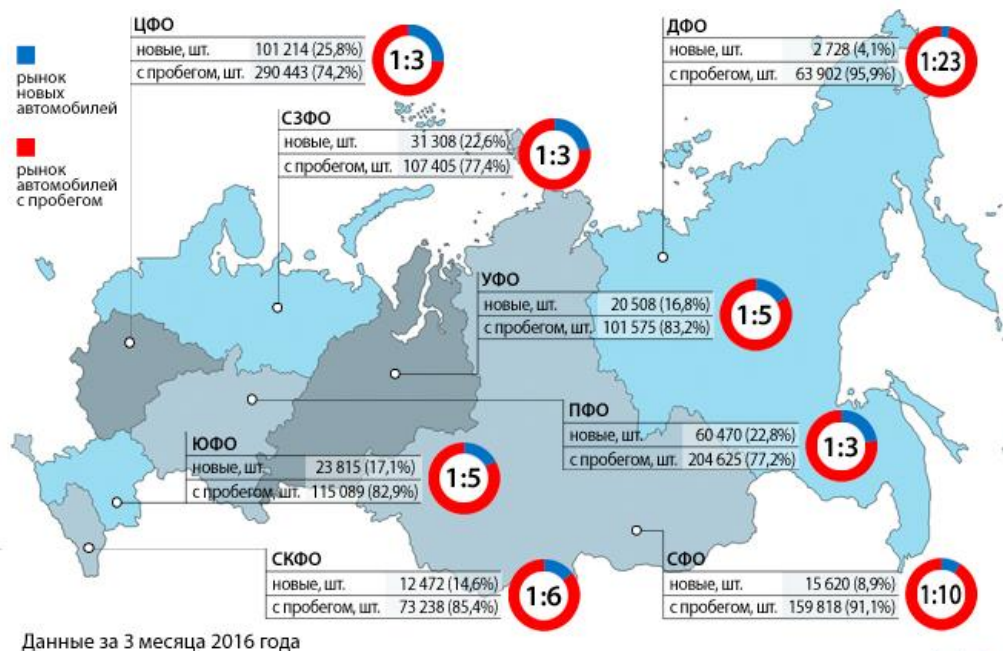 рынок
новых
автомобилей
рынок
автомобилей
с пробегом
ЦФО
новые, шт. 101 214 (25,8%)
с пробегом, шт. 290 443 (74,2%)
1:3
СЗФО
новые, шт. 31 308 (22,6%)
с пробегом, шт. 107 405 (77,4%)
1:3
ДФО
новые, шт. 2 728 (4,1%)
с пробегом, шт. 63 902 (95,9%)
1:23
УФО
новые, шт. 20 508 (16,8%)
с пробегом, шт. 101 575 (83,2%)
1:5
ПФО
новые, шт. 60 470 (22,8%)
с пробегом, шт. 204 625 (77,2%)
1:3
ЮФО
новые, шт. 23 815 (17,1%)
с пробегом, шт. 115 089 (82,9%)
1:5
СКФО
новые, шт. 12 472 (14,6%)
с пробегом, шт. 73 238 (85,4%)
1:6
СФО
новые, шт. 15 620 (8,9%)
с пробегом, шт. 159 818 (91,1%)
1:10
Данные за 3 месяца 2016 года